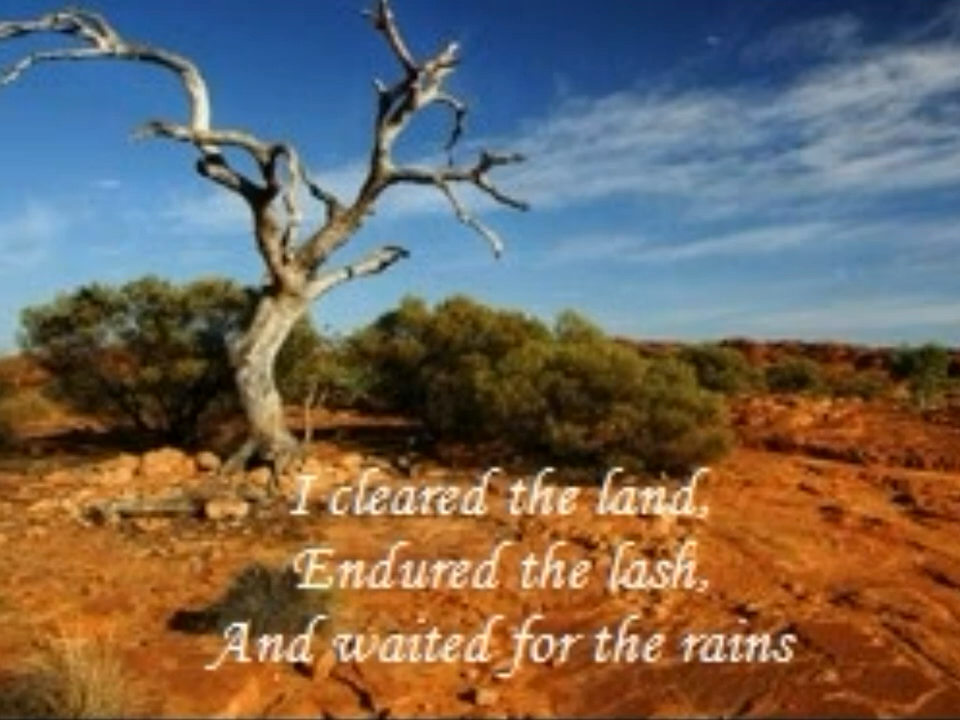 I cleared the land,
Endured the lash,
And waited for the rains